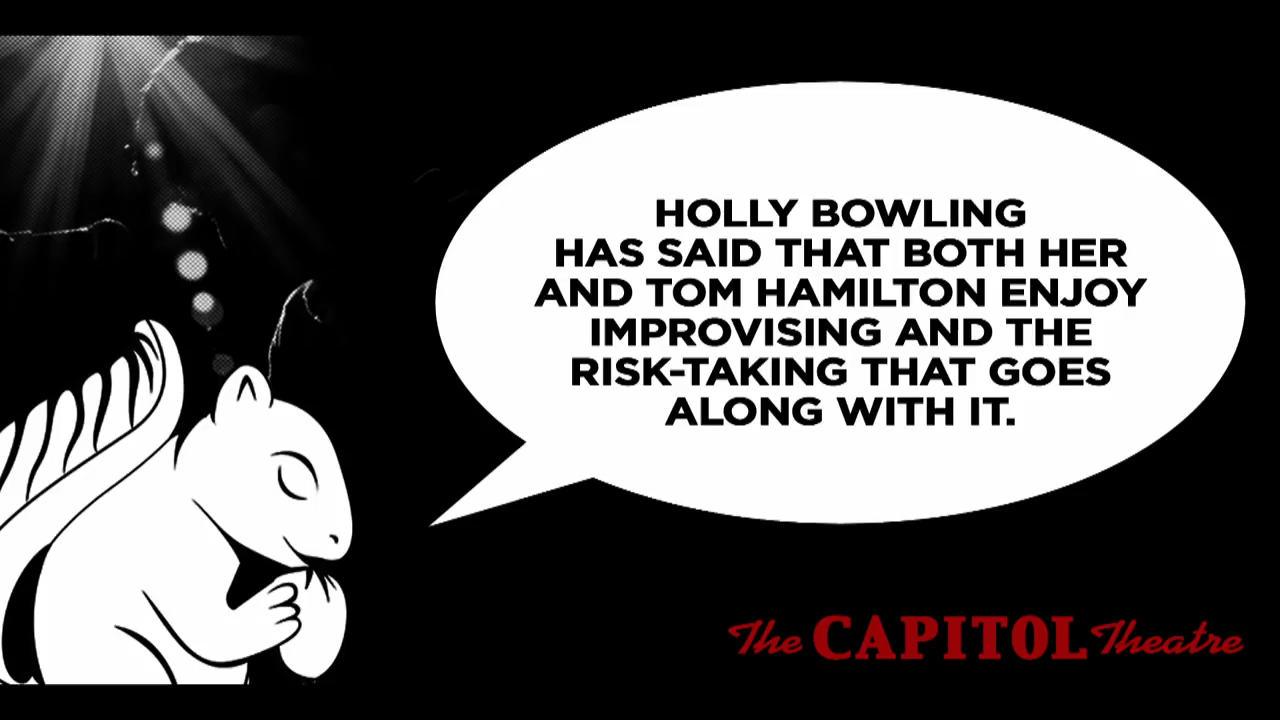 HOLLY BOWLING
HAS SAID THAT BOTH HER
AND TOM HAMILTON ENJOY
IMPROVISING AND THE
RISK-TAKING THAT GOES
ALONG WITH IT.
The CAPITOL Theatre